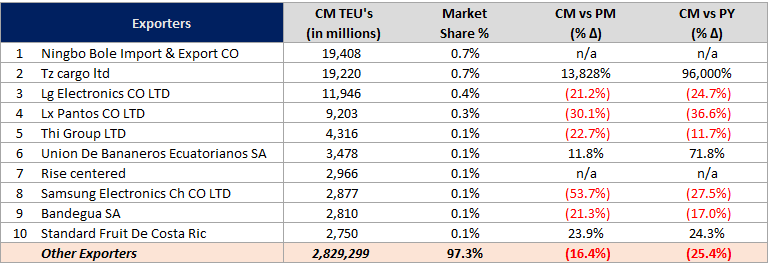 Exporters CM TEU's (in millions) Market Share % CM vs PM (% Δ) CM vs PY (% Δ)
1 Ningbo Bole Import & Export CO 19,408 0.7% n/a n/a
2 Tz cargo ltd 19,220 0.7% 13,828% 96,000%
3 Lg Electronics CO LTD 11,946 0.4% (21.2%) (24.7%)
4 Lx Pantos CO LTD 9,203 0.3% (30.1%) (36.6%)
5 Thi Group LTD 4,316 0.1% (22.7%) (11.7%)
6 Union De Bananeros Ecuatorianos SA 3,478 0.1% 11.8% 71.8%
7 Rise centered 2,966 0.1% n/a n/a
8 Samsung Electronics Ch CO LTD 2,877 0.1% (53.7%) (27.5%)
9 Bandegua SA 2,810 0.1% (21.3%) (17.0%)
10 Standard Fruit De Costa Ric 2,750 0.1% 23.9% 24.3%
Other Exporters 2,829,299 97.3% (16.4%) (25.4%)